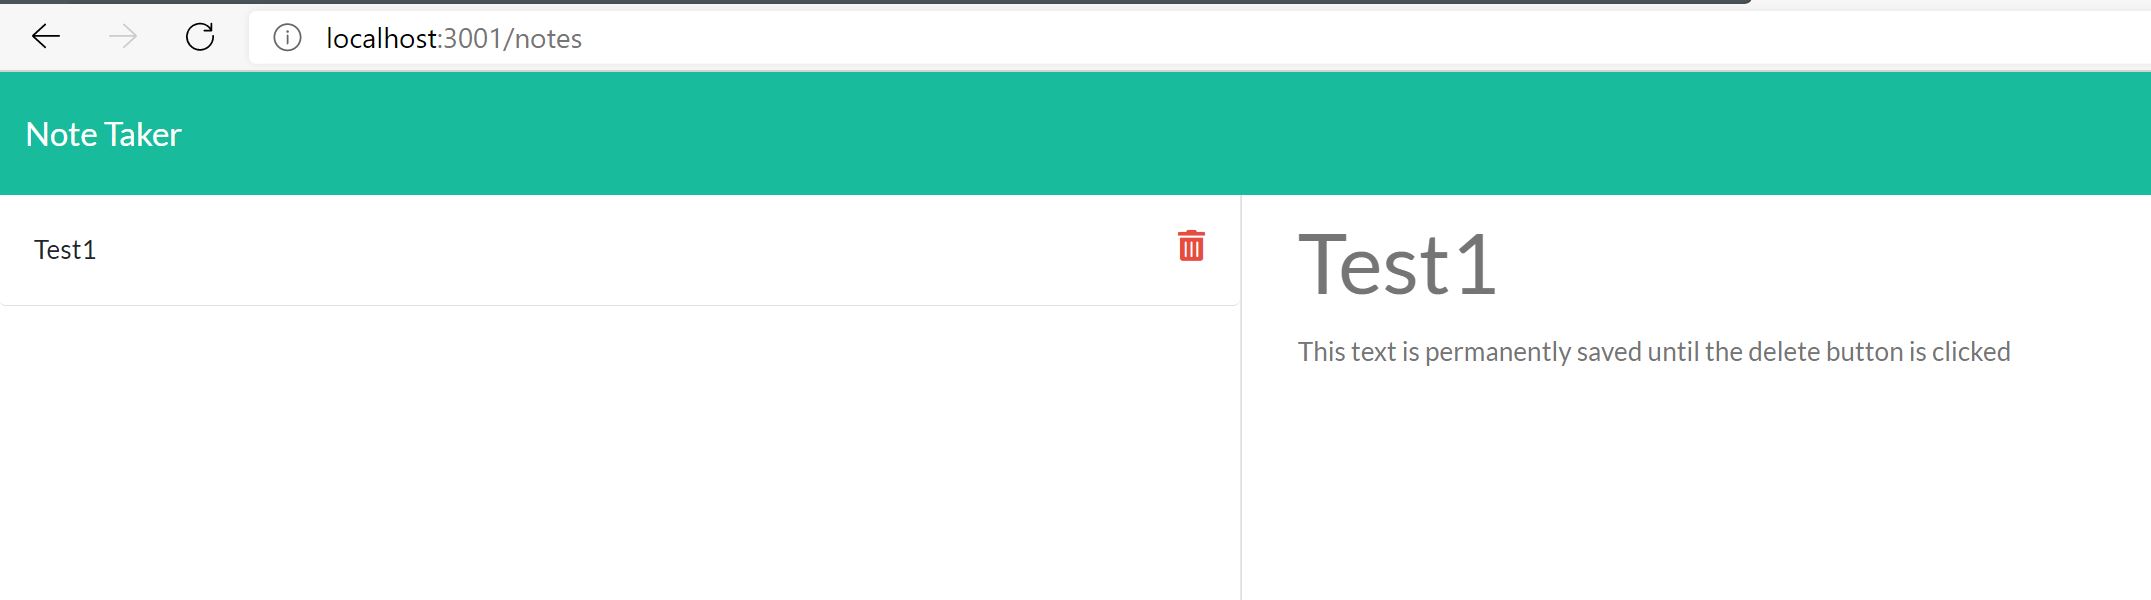 localhost:3001/notes
Note Taker
Test1
Test1
This text is permanently saved until the delete button is clicked